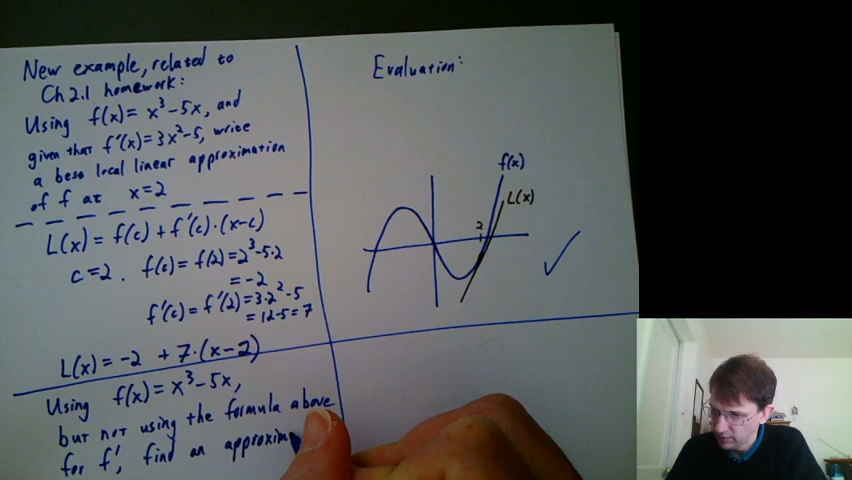 New example, related to
Ch 2.1 homework:
Using f(x) = x³ - 5x, and
given that f'(x) = 3x² - 5, write
a best local linear approximation
of f at x = 2
L(x) = f(c) + f'(c)·(x-c)
c = 2. f(c) = f(2) = 2³ - 5·2
= -2
f'(c) = f'(2) = 3·2² - 5
= 12 - 5 = 7
L(x) = -2 + 7·(x-2)
Using f(x) = x³ - 5x,
but not using the formula above
for f', find an approxim
Evaluation:
f(x)
L(x)
2